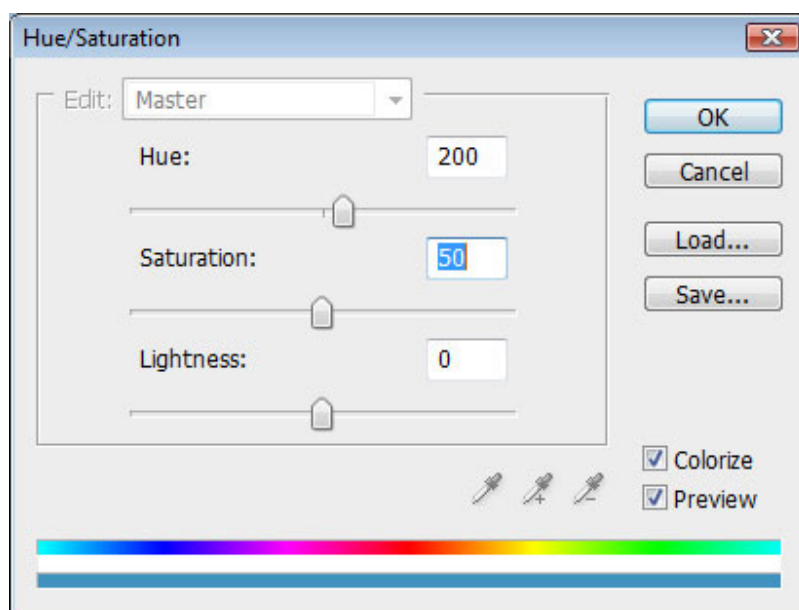 Hue/Saturation
Edit: Master
OK
Hue: 200
Cancel
Load...
Saturation: 50
Save...
Lightness: 0
Colorize
Preview